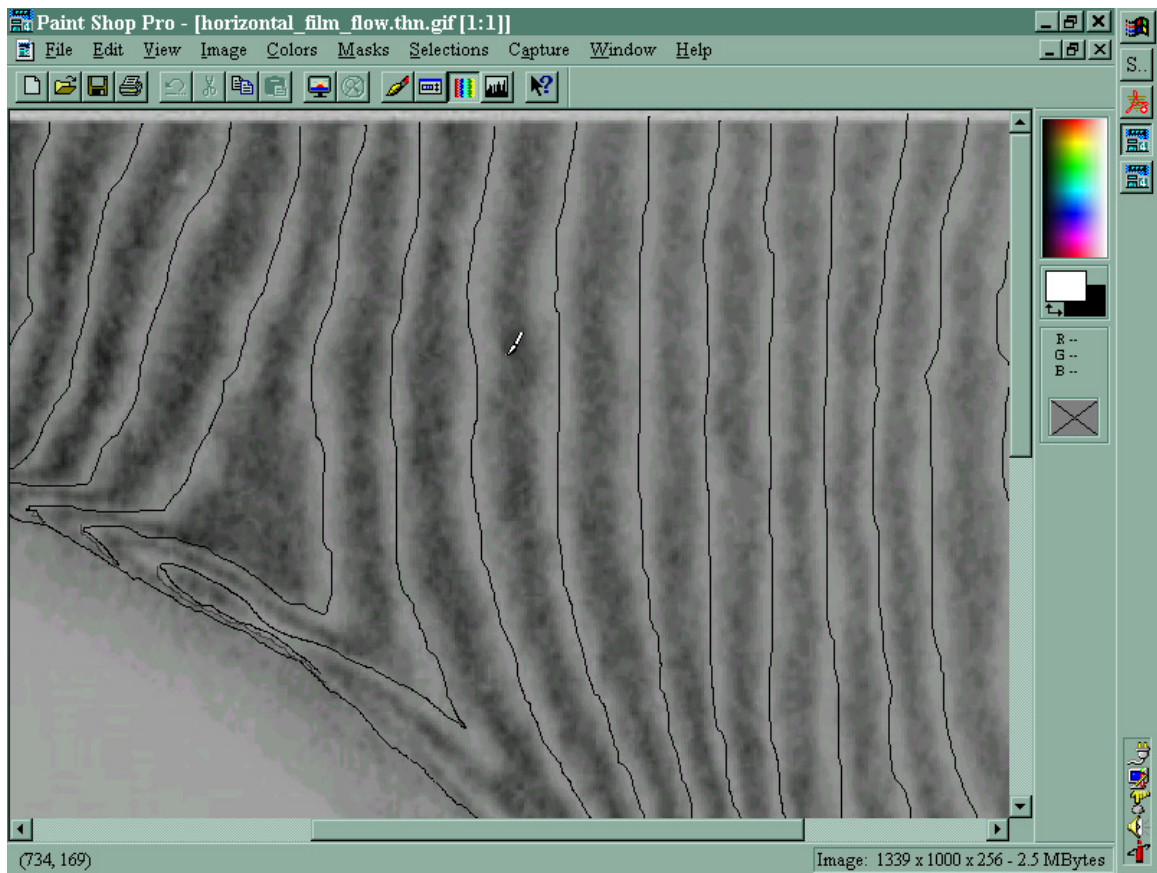 Paint Shop Pro - [horizontal_film_flow.thn.gif [1:1]]
File Edit View Image Colors Masks Selections Capture Window Help
S..
R --
G --
B --
(734, 169)
Image: 1339 x 1000 x 256 - 2.5 MBytes